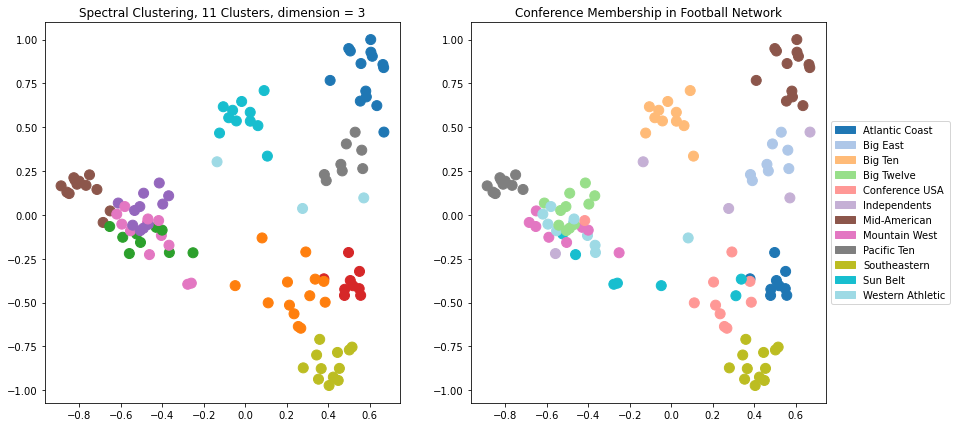 Spectral Clustering, 11 Clusters, dimension = 3
1.00
0.75
0.50
0.25
0.00
−0.25
−0.50
−0.75
−1.00
−0.8 −0.6 −0.4 −0.2 0.0 0.2 0.4 0.6
Conference Membership in Football Network
1.00
0.75
0.50
0.25
0.00
−0.25
−0.50
−0.75
−1.00
−0.8 −0.6 −0.4 −0.2 0.0 0.2 0.4 0.6
Atlantic Coast
Big East
Big Ten
Big Twelve
Conference USA
Independents
Mid-American
Mountain West
Pacific Ten
Southeastern
Sun Belt
Western Athletic